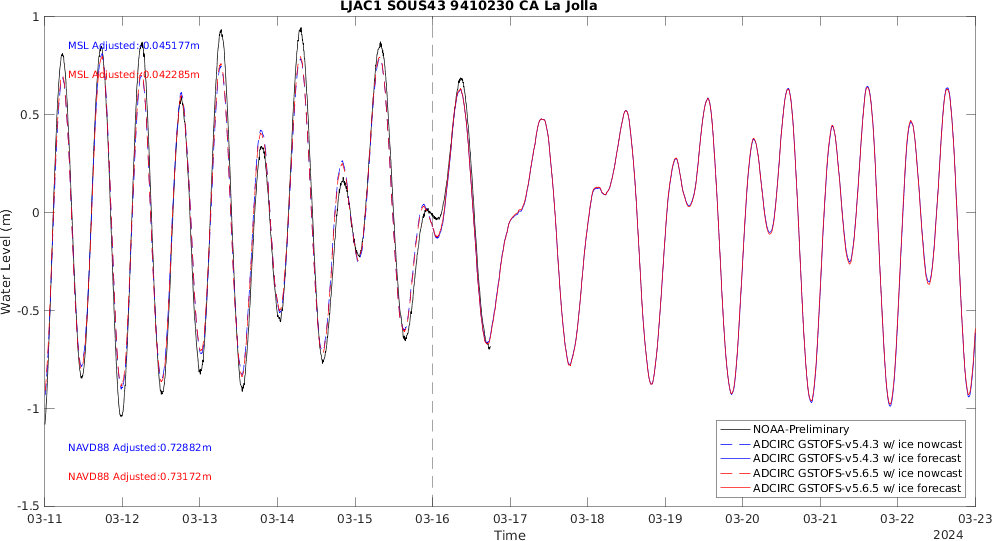 LJAC1 SOUS43 9410230 CA La Jolla
MSL Adjusted:-0.045177m
MSL Adjusted:-0.042285m
NAVD88 Adjusted:0.72882m
NAVD88 Adjusted:0.73172m
Water Level (m)
1
0.5
0
-0.5
-1
-1.5
NOAA-Preliminary
ADCIRC GSTOFS-v5.4.3 w/ ice nowcast
ADCIRC GSTOFS-v5.4.3 w/ ice forecast
ADCIRC GSTOFS-v5.6.5 w/ ice nowcast
ADCIRC GSTOFS-v5.6.5 w/ ice forecast
03-11 03-12 03-13 03-14 03-15 03-16 03-17 03-18 03-19 03-20 03-21 03-22 03-23
Time
2024